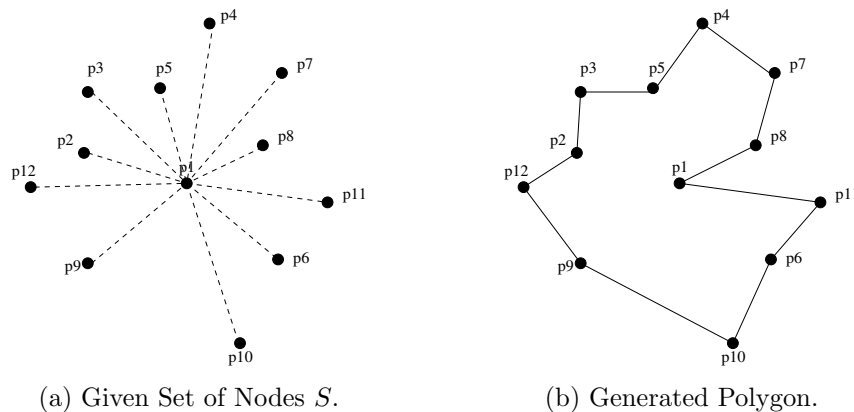 p4
p4
p3
p5
p7
p3
p5
p7
p2
p8
p2
p8
p12
p1
p11
p12
p1
p1
p9
p6
p9
p6
p10
p10
(a) Given Set of Nodes S.
(b) Generated Polygon.